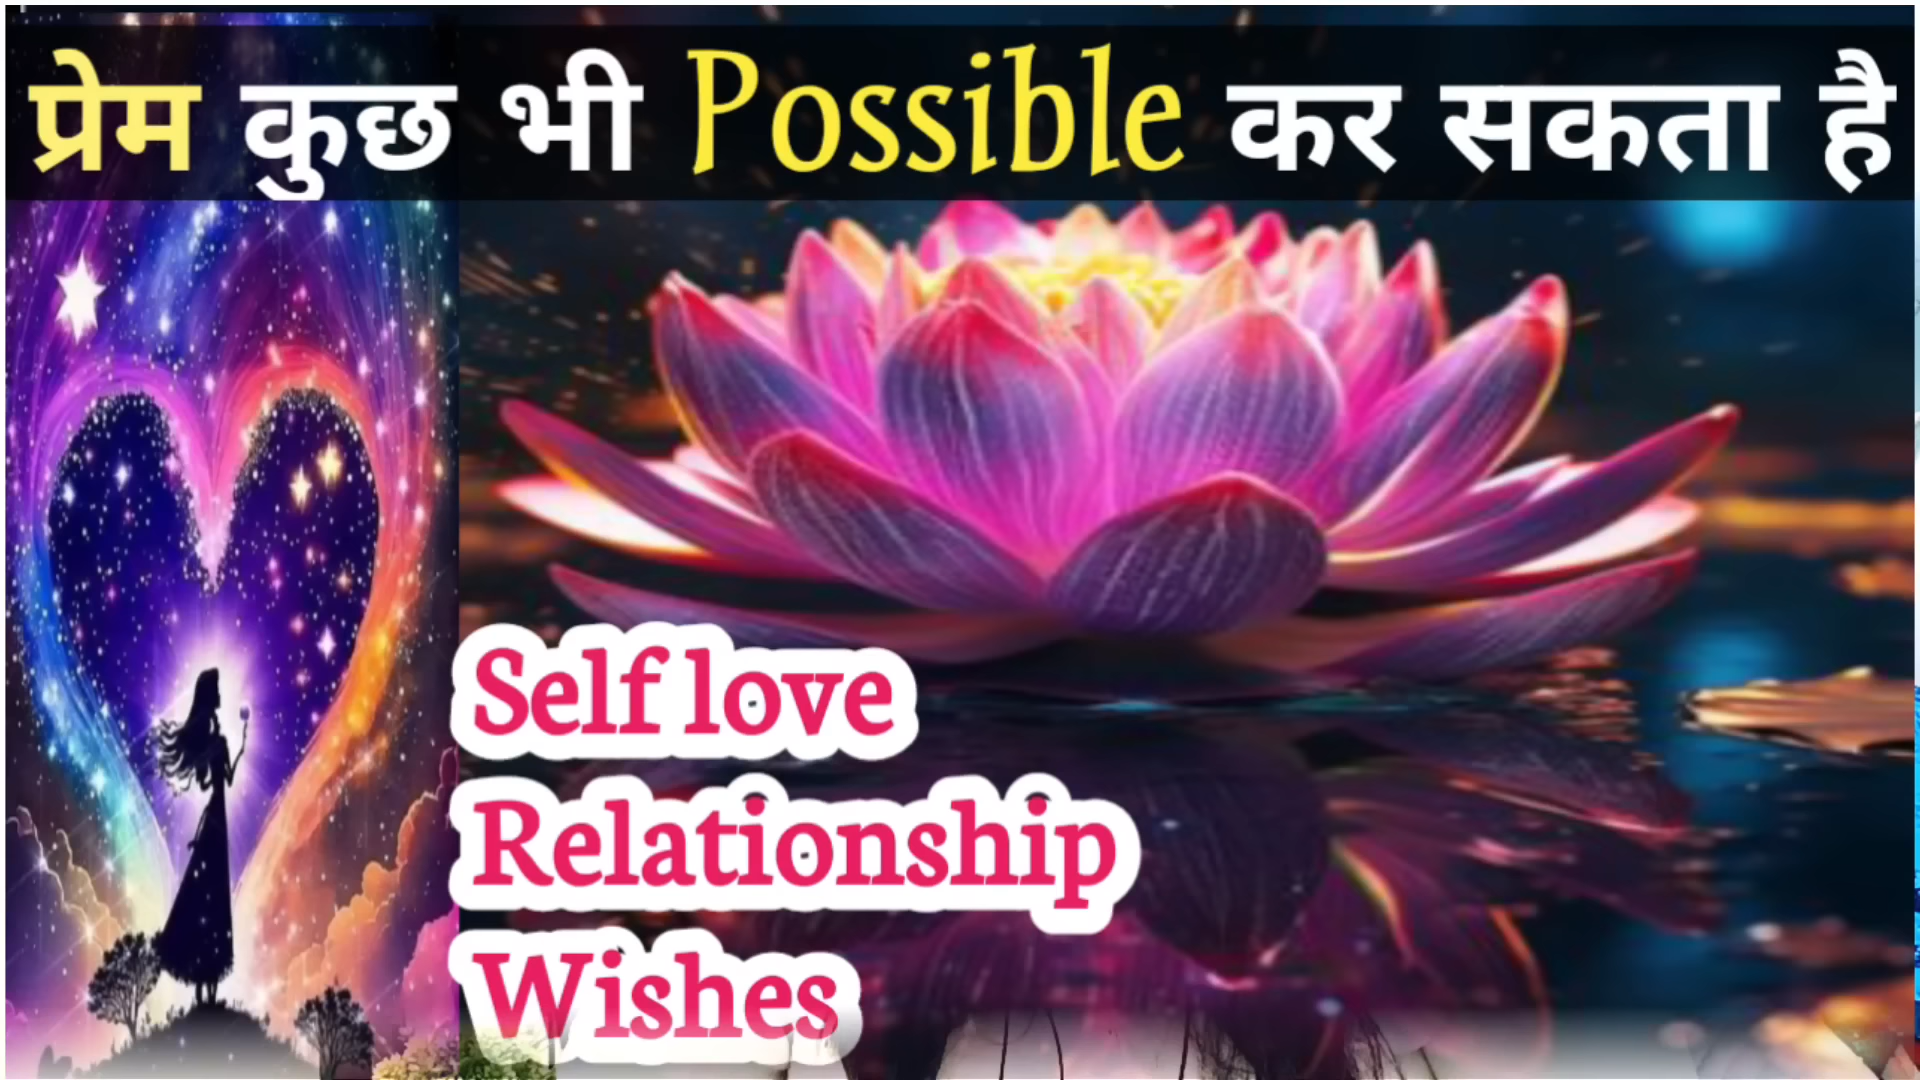 प्रेम कुछ भी Possible कर सकता है
Self love
Relationship
Wishes